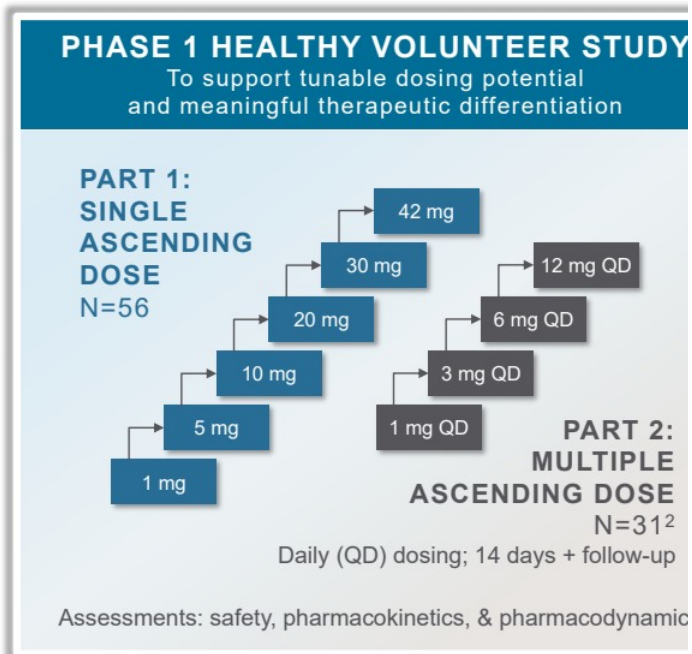 PHASE 1 HEALTHY VOLUNTEER STUDY
To support tunable dosing potential
and meaningful therapeutic differentiation
PART 1:
SINGLE
ASCENDING
DOSE
N=56
42 mg
30 mg
20 mg
10 mg
5 mg
1 mg
12 mg QD
6 mg QD
3 mg QD
1 mg QD
PART 2:
MULTIPLE
ASCENDING DOSE
N=31²
Daily (QD) dosing; 14 days + follow-up
Assessments: safety, pharmacokinetics, & pharmacodynamic